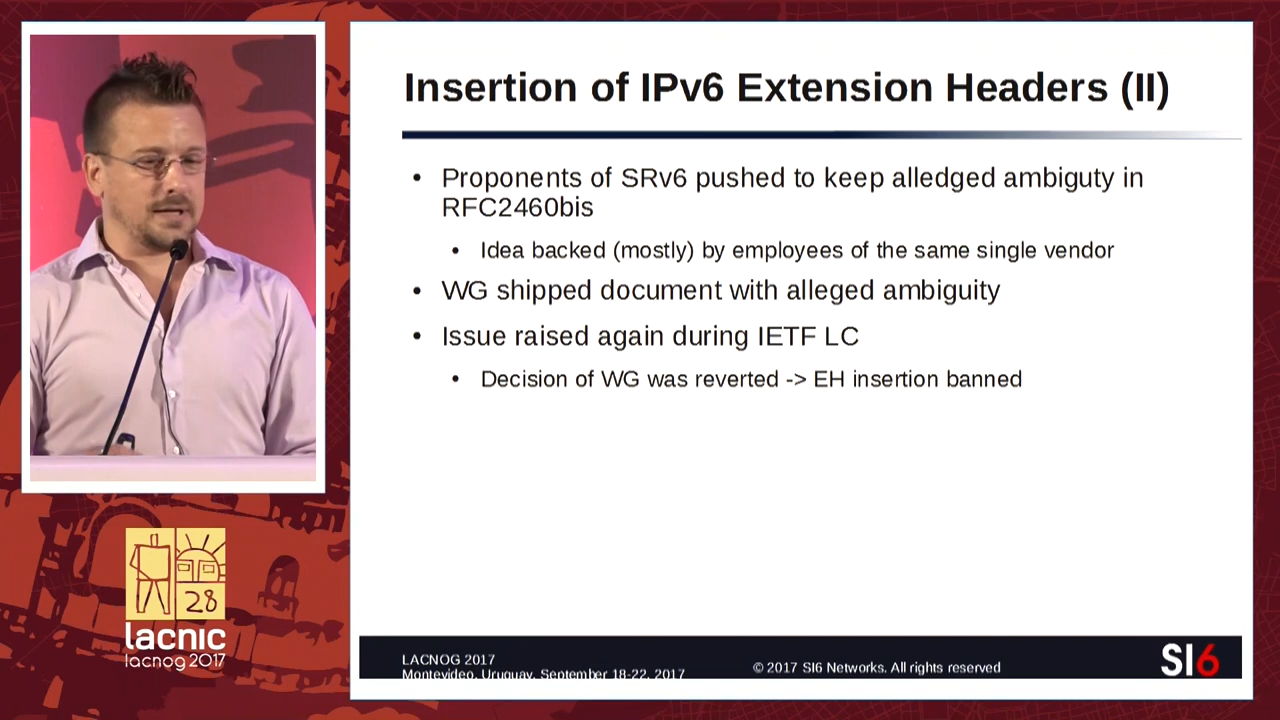 Insertion of IPv6 Extension Headers (II)
• Proponents of SRv6 pushed to keep alledged ambiguty in
RFC2460bis
• Idea backed (mostly) by employees of the same single vendor
• WG shipped document with alleged ambiguity
• Issue raised again during IETF LC
• Decision of WG was reverted -> EH insertion banned
28
lacnic
lacnog 2017
LACNOG 2017
Montevideo, Uruguay, September 18-22, 2017
© 2017 SI6 Networks. All rights reserved
SI6